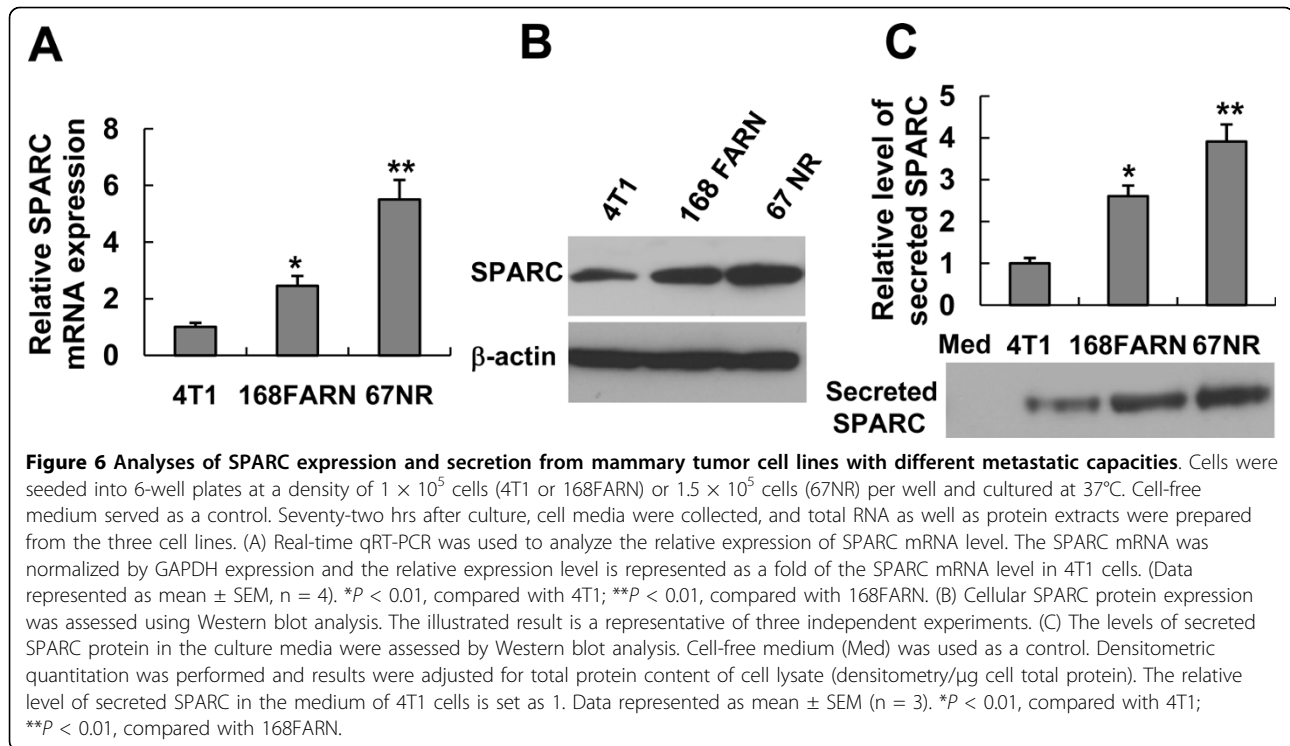 A
Relative SPARC
mRNA expression
8
6
4
2
0
*
**
4T1 168FARN 67NR
B
4T1 168 FARN 67 NR
SPARC
β-actin
C
Relative level of
secreted SPARC
5
4
3
2
1
0
*
**
Med 4T1 168FARN 67NR
Secreted
SPARC
Figure 6 Analyses of SPARC expression and secretion from mammary tumor cell lines with different metastatic capacities. Cells were
seeded into 6-well plates at a density of 1 × 10⁵ cells (4T1 or 168FARN) or 1.5 × 10⁵ cells (67NR) per well and cultured at 37°C. Cell-free
medium served as a control. Seventy-two hrs after culture, cell media were collected, and total RNA as well as protein extracts were prepared
from the three cell lines. (A) Real-time qRT-PCR was used to analyze the relative expression of SPARC mRNA level. The SPARC mRNA was
normalized by GAPDH expression and the relative expression level is represented as a fold of the SPARC mRNA level in 4T1 cells. (Data
represented as mean ± SEM, n = 4). *P < 0.01, compared with 4T1; **P < 0.01, compared with 168FARN. (B) Cellular SPARC protein expression
was assessed using Western blot analysis. The illustrated result is a representative of three independent experiments. (C) The levels of secreted
SPARC protein in the culture media were assessed by Western blot analysis. Cell-free medium (Med) was used as a control. Densitometric
quantitation was performed and results were adjusted for total protein content of cell lysate (densitometry/μg cell total protein). The relative
level of secreted SPARC in the medium of 4T1 cells is set as 1. Data represented as mean ± SEM (n = 3). *P < 0.01, compared with 4T1;
**P < 0.01, compared with 168FARN.